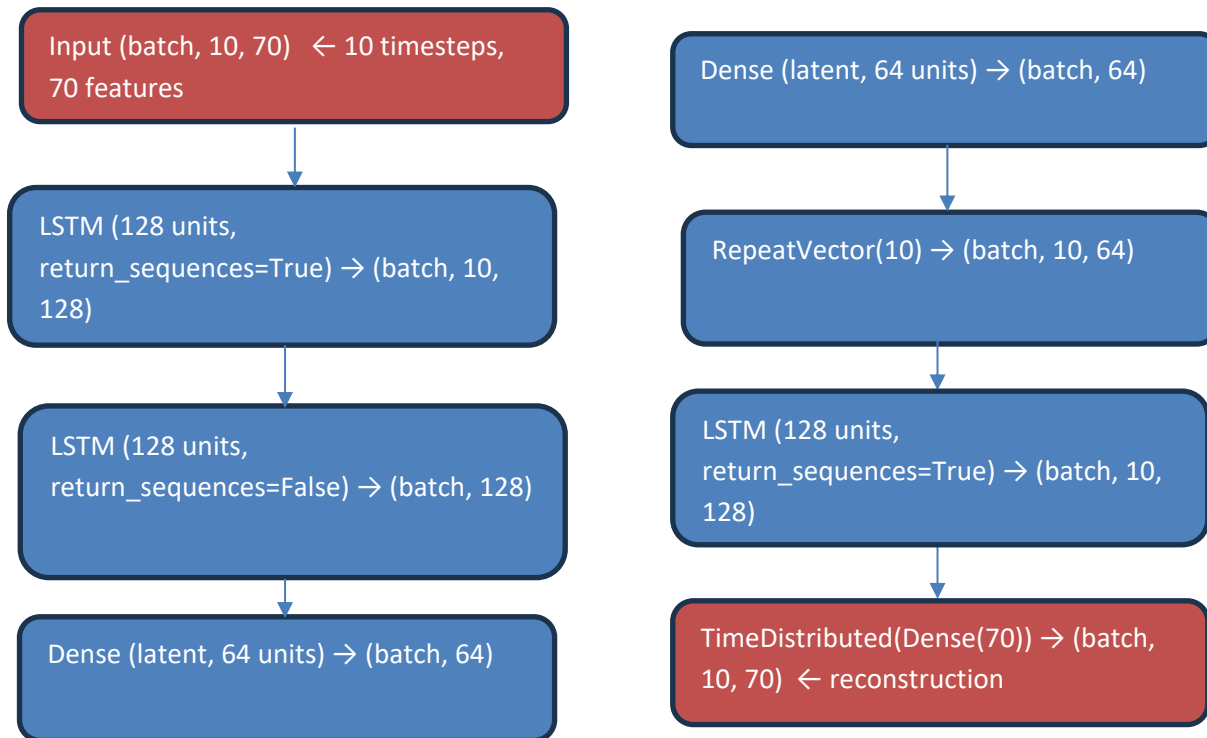 Input (batch, 10, 70)  ← 10 timesteps,
70 features
LSTM (128 units,
return_sequences=True) → (batch, 10,
128)
LSTM (128 units,
return_sequences=False) → (batch, 128)
Dense (latent, 64 units) → (batch, 64)
Dense (latent, 64 units) → (batch, 64)
RepeatVector(10) → (batch, 10, 64)
LSTM (128 units,
return_sequences=True) → (batch, 10,
128)
TimeDistributed(Dense(70)) → (batch,
10, 70)  ← reconstruction